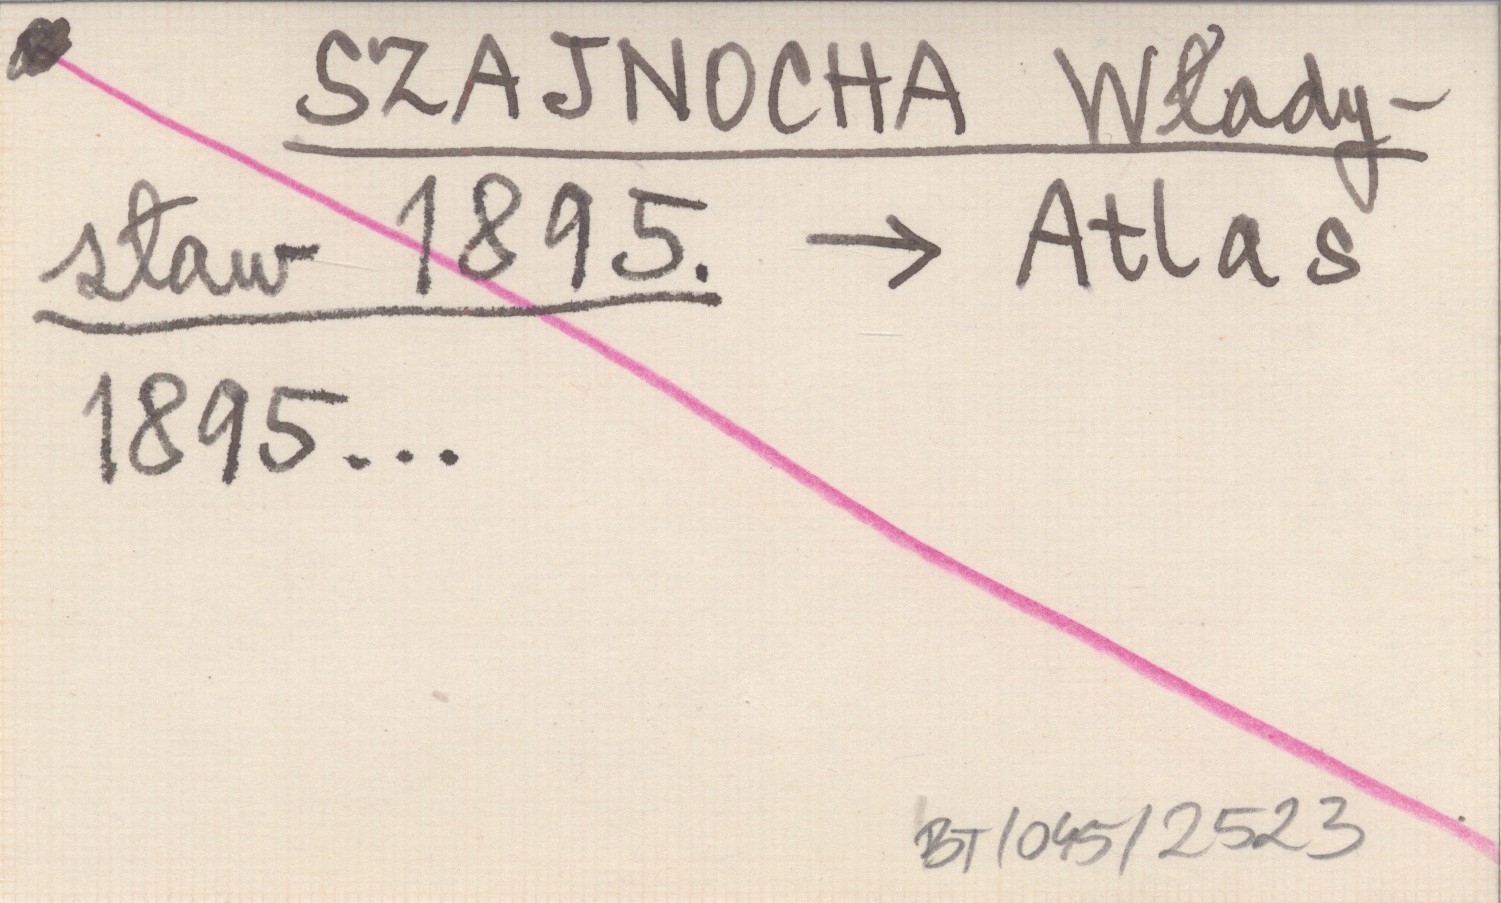 SZAJNOCHA Włady-
sław 1895. → Atlas
1895...
BT/045/2523